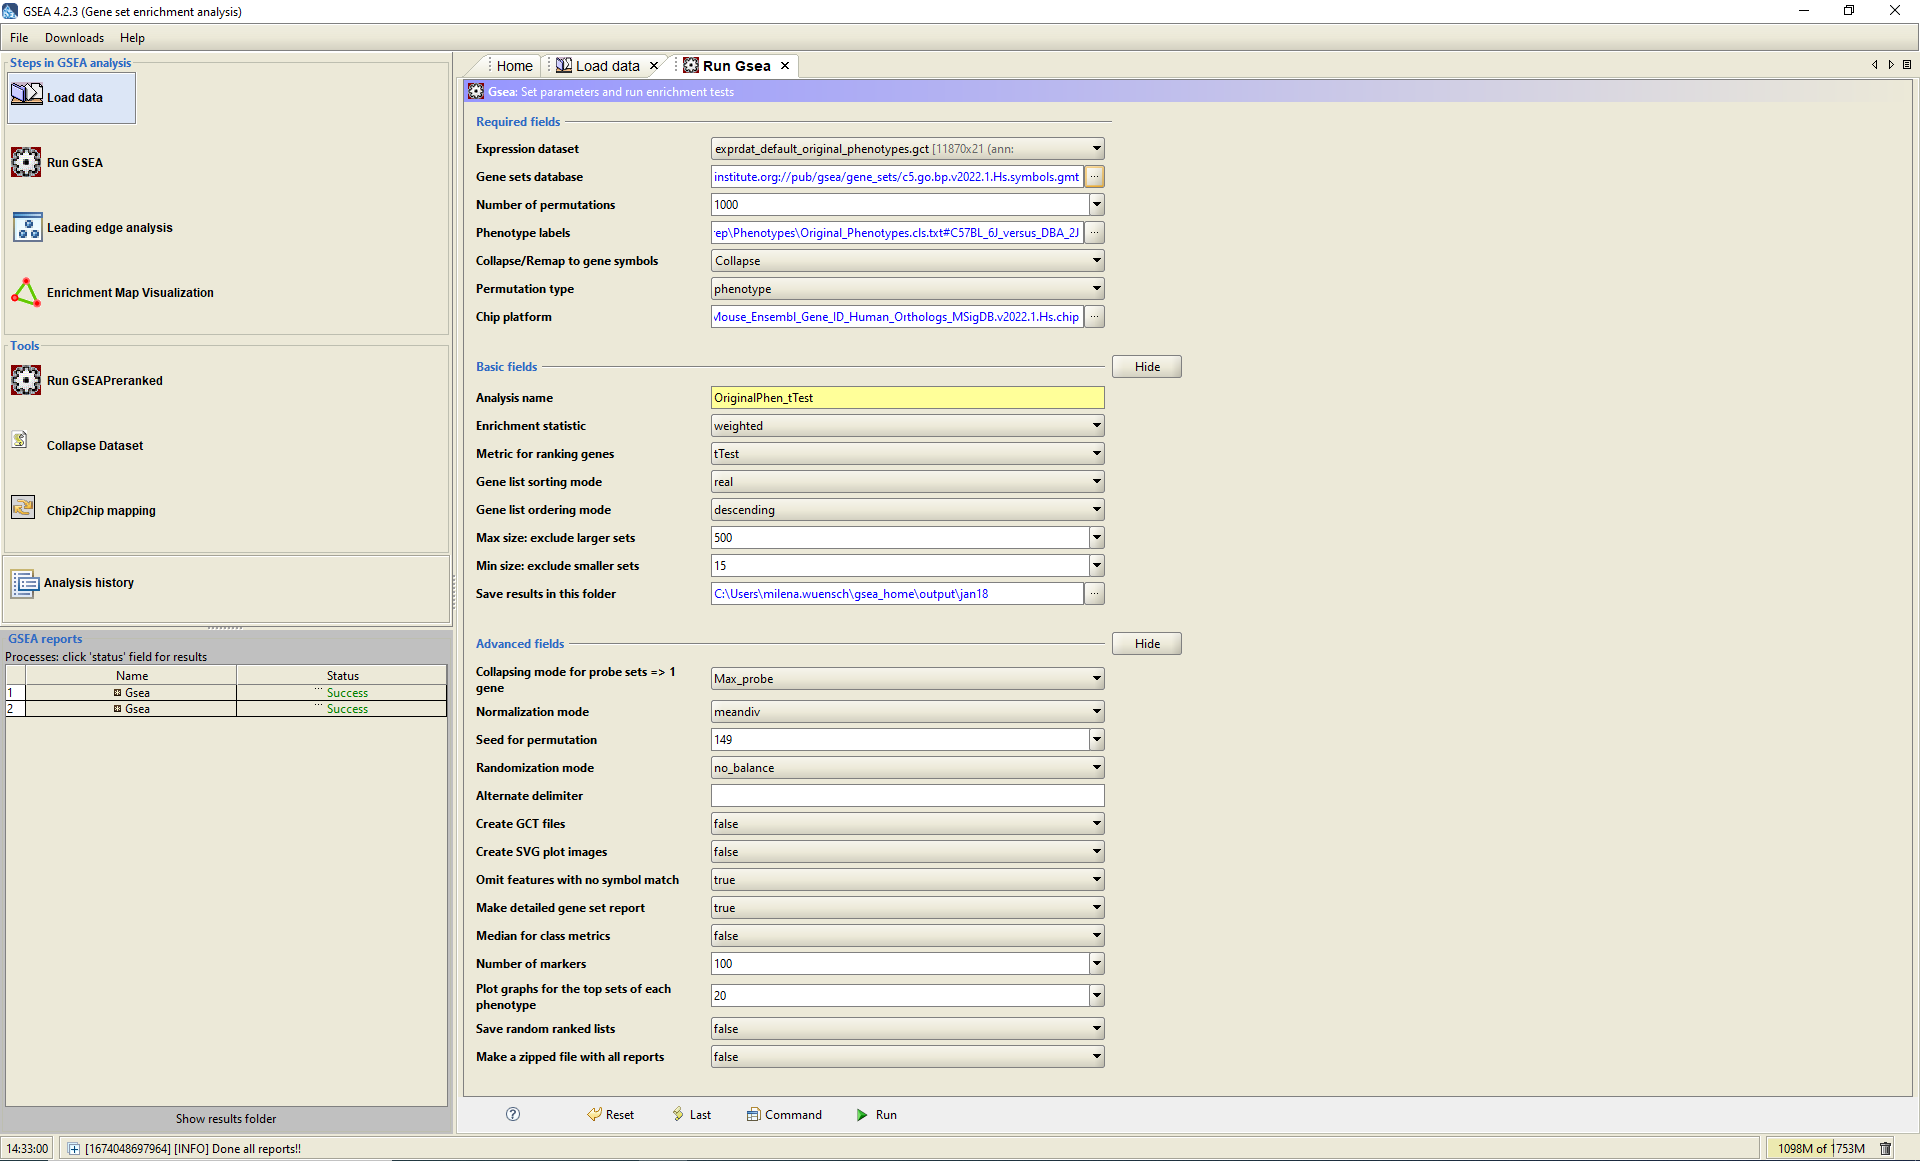 GSEA 4.2.3 (Gene set enrichment analysis)
File Downloads Help
Steps in GSEA analysis
Load data
Run GSEA
Leading edge analysis
Enrichment Map Visualization
Tools
Run GSEAPreranked
Collapse Dataset
Chip2Chip mapping
Analysis history
GSEA reports
Processes: click 'status' field for results
Name Status
1 Gsea ... Success
2 Gsea ... Success
Show results folder
Home Load data Run Gsea
Gsea: Set parameters and run enrichment tests
Required fields
Expression dataset exprdat_default_original_phenotypes.gct [11870x21 (ann:
Gene sets database institute.org://pub/gsea/gene_sets/c5.go.bp.v2022.1.Hs.symbols.gmt ...
Number of permutations 1000
Phenotype labels ep\Phenotypes\Original_Phenotypes.cls.txt#C57BL_6J_versus_DBA_2J ...
Collapse/Remap to gene symbols Collapse
Permutation type phenotype
Chip platform Mouse_Ensembl_Gene_ID_Human_Orthologs_MSigDB.v2022.1.Hs.chip ...
Basic fields Hide
Analysis name OriginalPhen_tTest
Enrichment statistic weighted
Metric for ranking genes tTest
Gene list sorting mode real
Gene list ordering mode descending
Max size: exclude larger sets 500
Min size: exclude smaller sets 15
Save results in this folder C:\Users\milena.wuensch\gsea_home\output\jan18 ...
Advanced fields Hide
Collapsing mode for probe sets => 1
gene Max_probe
Normalization mode meandiv
Seed for permutation 149
Randomization mode no_balance
Alternate delimiter
Create GCT files false
Create SVG plot images false
Omit features with no symbol match true
Make detailed gene set report true
Median for class metrics false
Number of markers 100
Plot graphs for the top sets of each
phenotype 20
Save random ranked lists false
Make a zipped file with all reports false
? Reset Last Command Run
14:33:00 [1674048697964] [INFO] Done all reports!! 1098M of 1753M